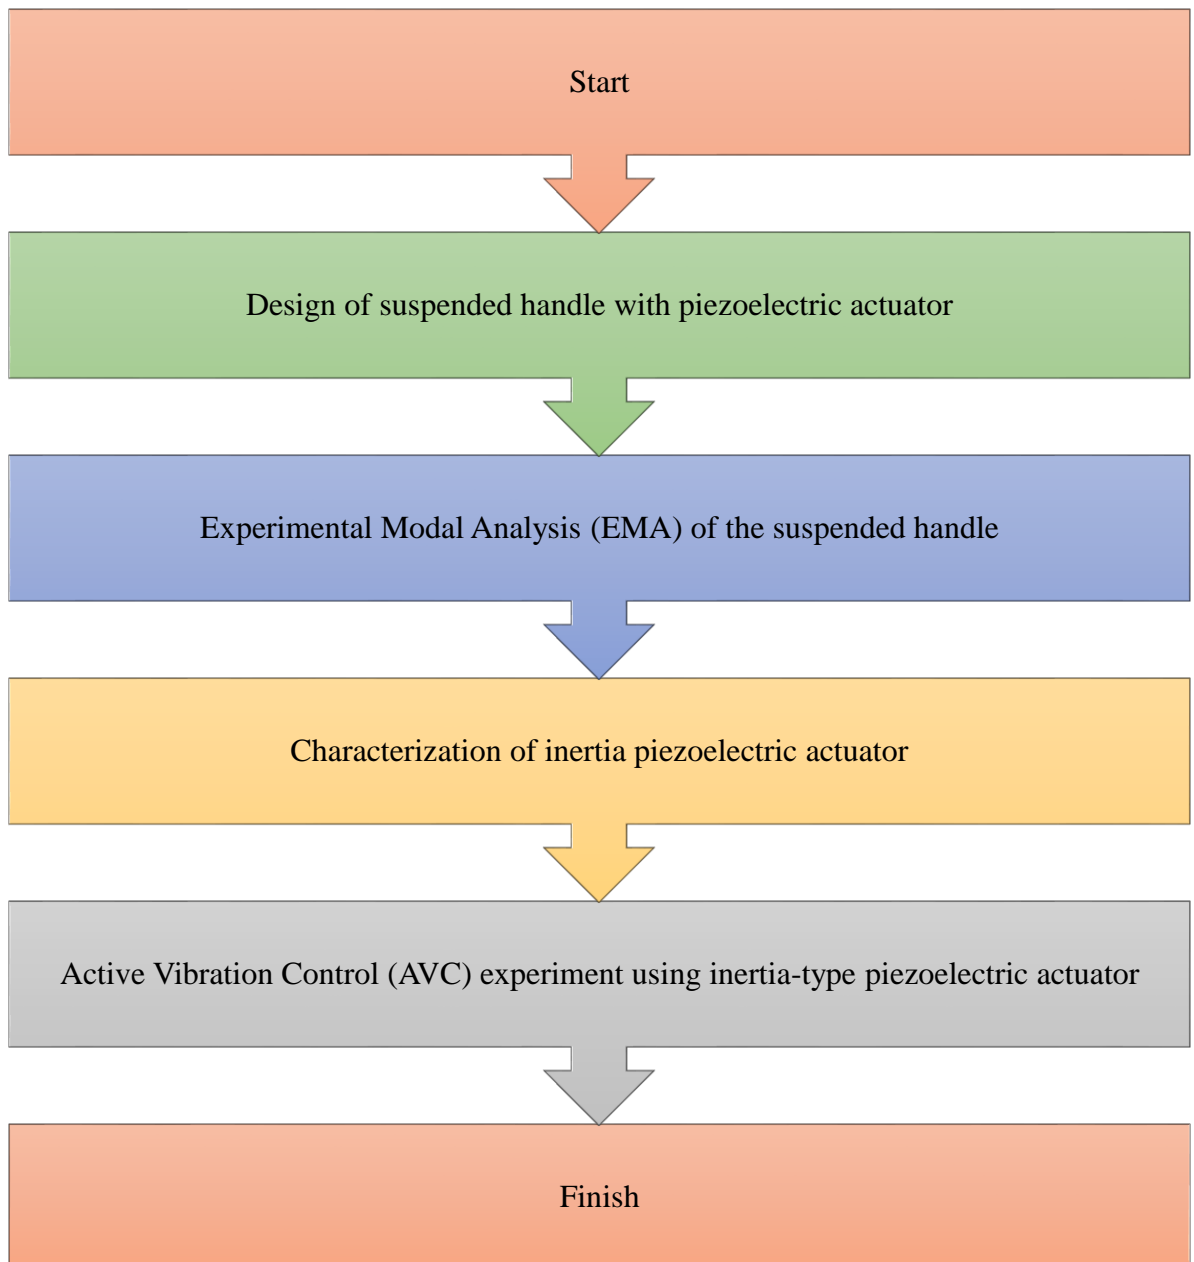 Start
Design of suspended handle with piezoelectric actuator
Experimental Modal Analysis (EMA) of the suspended handle
Characterization of inertia piezoelectric actuator
Active Vibration Control (AVC) experiment using inertia-type piezoelectric actuator
Finish